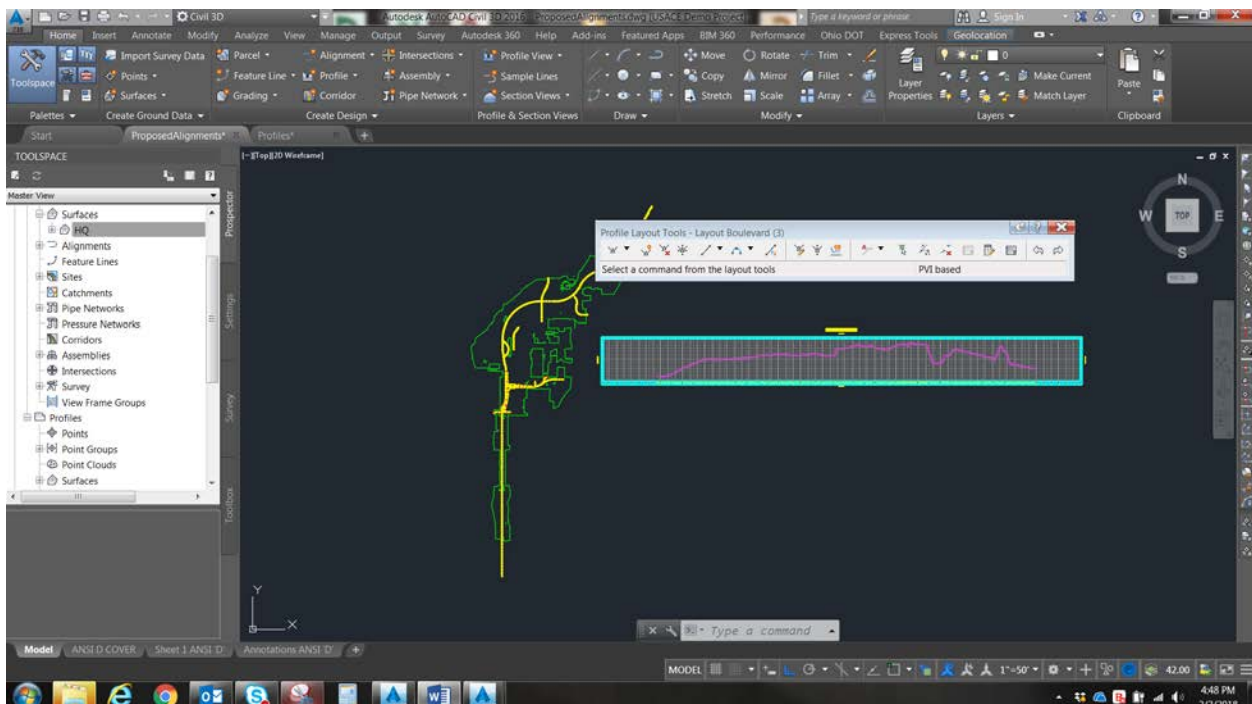 Civil 3D Autodesk AutoCAD Civil 3D 2016 ProposedAlignments.dwg [USACE Demo Project] Type a keyword or phrase Sign In
Home Insert Annotate Modify Analyze View Manage Output Survey Autodesk 360 Help Add-ins Featured Apps BIM 360 Performance Ohio DOT Express Tools Geolocation
Import Survey Data Parcel Alignment Intersections Profile View Move Rotate Trim 0
Toolspace Points Feature Line Profile Assembly Sample Lines Copy Mirror Fillet Layer Properties Make Current Paste
Surfaces Grading Corridor Pipe Network Section Views Stretch Scale Array Match Layer
Palettes Create Ground Data Create Design Profile & Section Views Draw Modify Layers Clipboard
Start ProposedAlignments* Profiles*
TOOLSPACE
[-][Top][2D Wireframe]
Master View
Surfaces
HQ
Alignments
Feature Lines
Sites
Catchments
Pipe Networks
Pressure Networks
Corridors
Assemblies
Intersections
Survey
View Frame Groups
Profiles
Points
Point Groups
Point Clouds
Surfaces
Prospector
Settings
Survey
Toolbox
Profile Layout Tools - Layout Boulevard (3)
Select a command from the layout tools PVI based
N
W TOP E
S
Y
X
Type a command
Model ANSI D COVER Sheet 1 ANSI 'D' Annotations ANSI 'D'
MODEL 1"=50' 42.00
4:48 PM